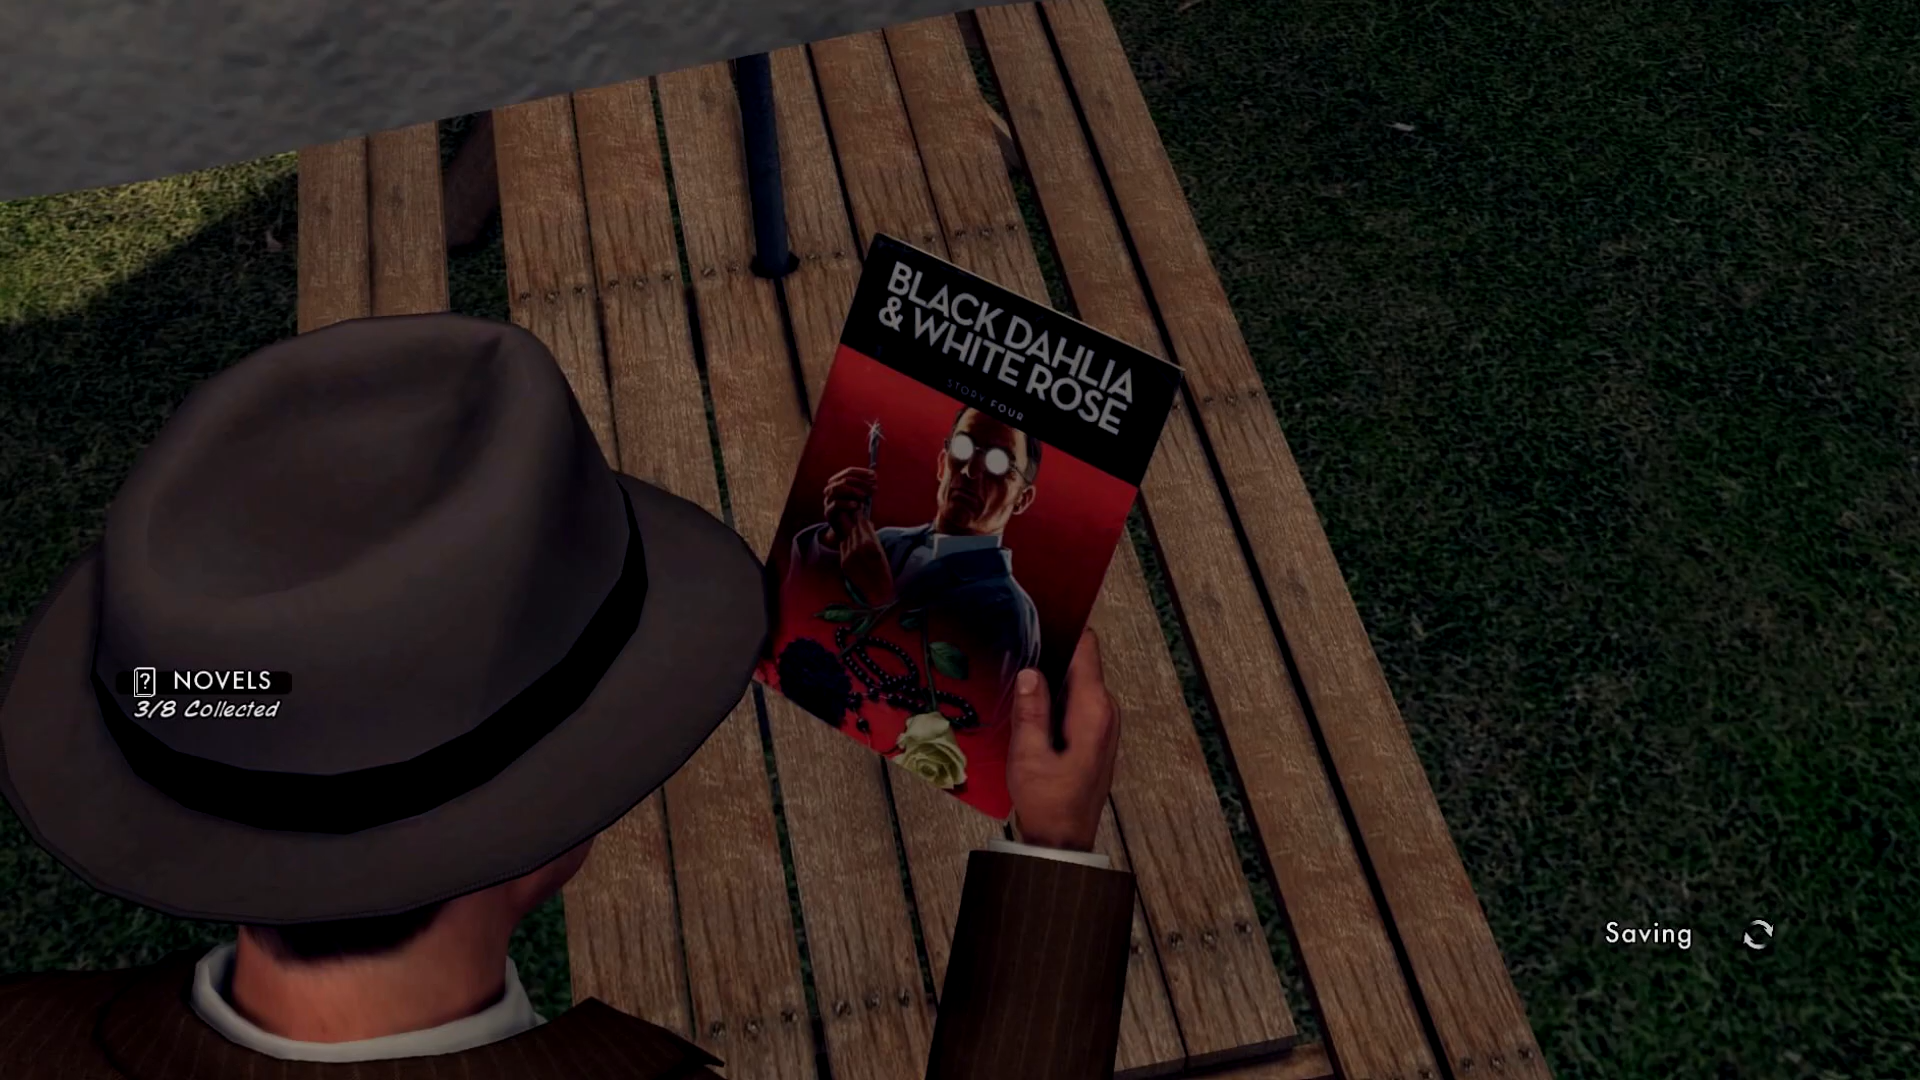 BLACK DAHLIA
& WHITE ROSE
STORY FOUR
? NOVELS
3/8 Collected
Saving